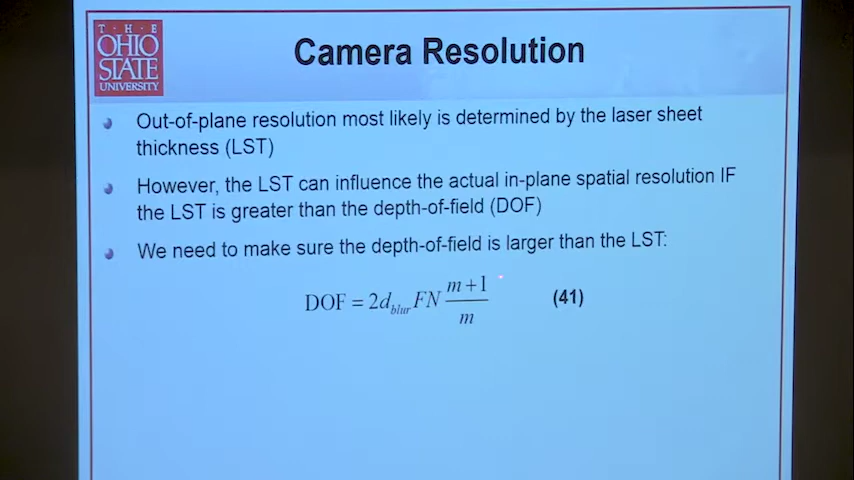 T·H·E
OHIO
STATE
UNIVERSITY
Camera Resolution
Out-of-plane resolution most likely is determined by the laser sheet
thickness (LST)
However, the LST can influence the actual in-plane spatial resolution IF
the LST is greater than the depth-of-field (DOF)
We need to make sure the depth-of-field is larger than the LST:
DOF = 2d_blur FN (m+1)/m (41)